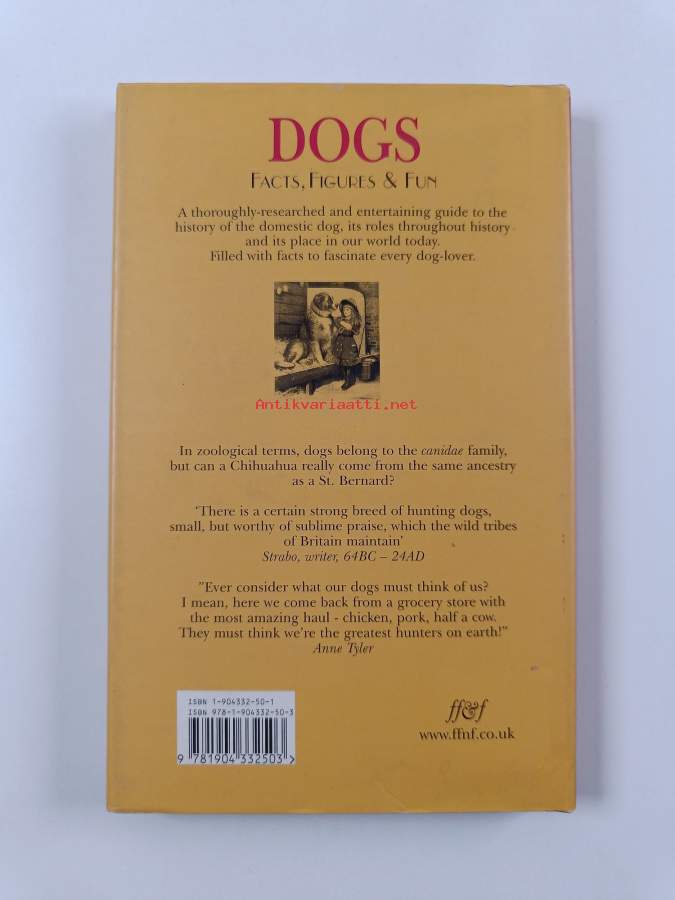 DOGS
FACTS, FIGURES & FUN
A thoroughly-researched and entertaining guide to the
history of the domestic dog, its roles throughout history
and its place in our world today.
Filled with facts to fascinate every dog-lover.
Antikvariaatti.net
In zoological terms, dogs belong to the canidae family,
but can a Chihuahua really come from the same ancestry
as a St. Bernard?
'There is a certain strong breed of hunting dogs,
small, but worthy of sublime praise, which the wild tribes
of Britain maintain'
Strabo, writer, 64BC – 24AD
"Ever consider what our dogs must think of us?
I mean, here we come back from a grocery store with
the most amazing haul - chicken, pork, half a cow.
They must think we're the greatest hunters on earth!"
Anne Tyler
ISBN 1-904332-50-1
ISBN 978-1-904332-50-3
9 781904 332503 >
ff&f
www.ffnf.co.uk